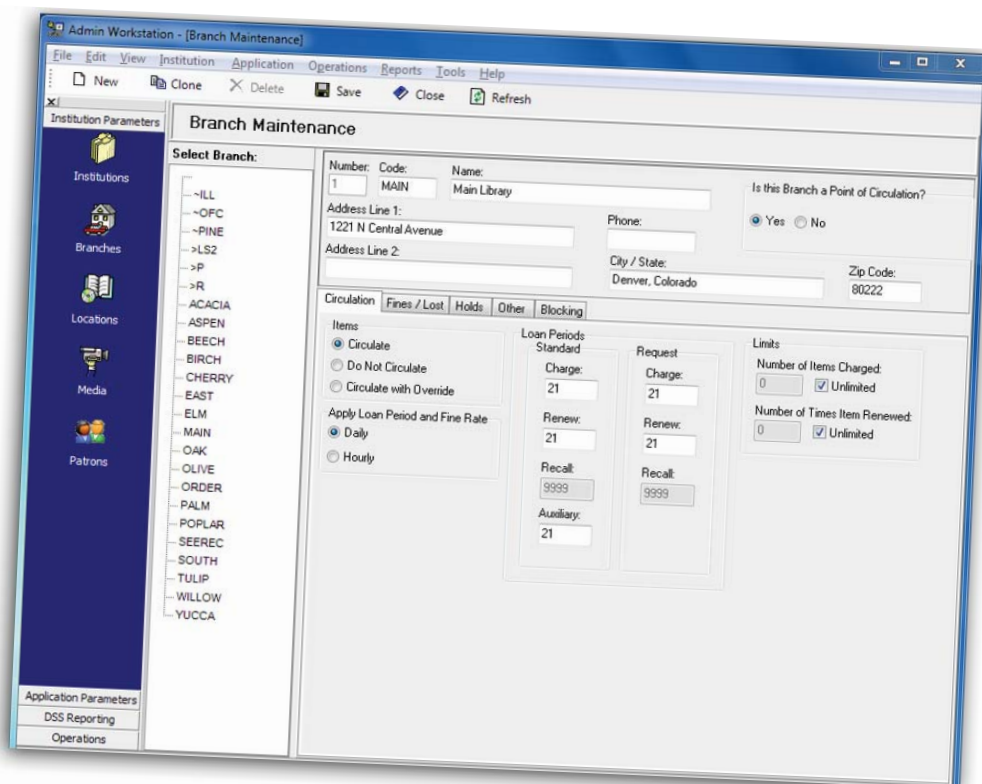 Admin Workstation - [Branch Maintenance]
File Edit View Institution Application Operations Reports Tools Help
New Clone Delete Save Close Refresh
Institution Parameters
Institutions
Branches
Locations
Media
Patrons
Application Parameters
DSS Reporting
Operations
Branch Maintenance
Select Branch:
~ILL
~OFC
~PINE
>LS2
>P
>R
ACACIA
ASPEN
BEECH
BIRCH
CHERRY
EAST
ELM
MAIN
OAK
OLIVE
ORDER
PALM
POPLAR
SEEREC
SOUTH
TULIP
WILLOW
YUCCA
Number: Code: Name:
1 MAIN Main Library
Is this Branch a Point of Circulation?
Yes No
Address Line 1: Phone:
1221 N Central Avenue
Address Line 2: City / State: Zip Code:
Denver, Colorado 80222
Circulation Fines / Lost Holds Other Blocking
Items
Circulate
Do Not Circulate
Circulate with Override
Apply Loan Period and Fine Rate
Daily
Hourly
Loan Periods
Standard
Charge:
21
Renew:
21
Recall:
9999
Auxiliary:
21
Request
Charge:
21
Renew:
21
Recall:
9999
Limits
Number of Items Charged:
0 Unlimited
Number of Times Item Renewed:
0 Unlimited